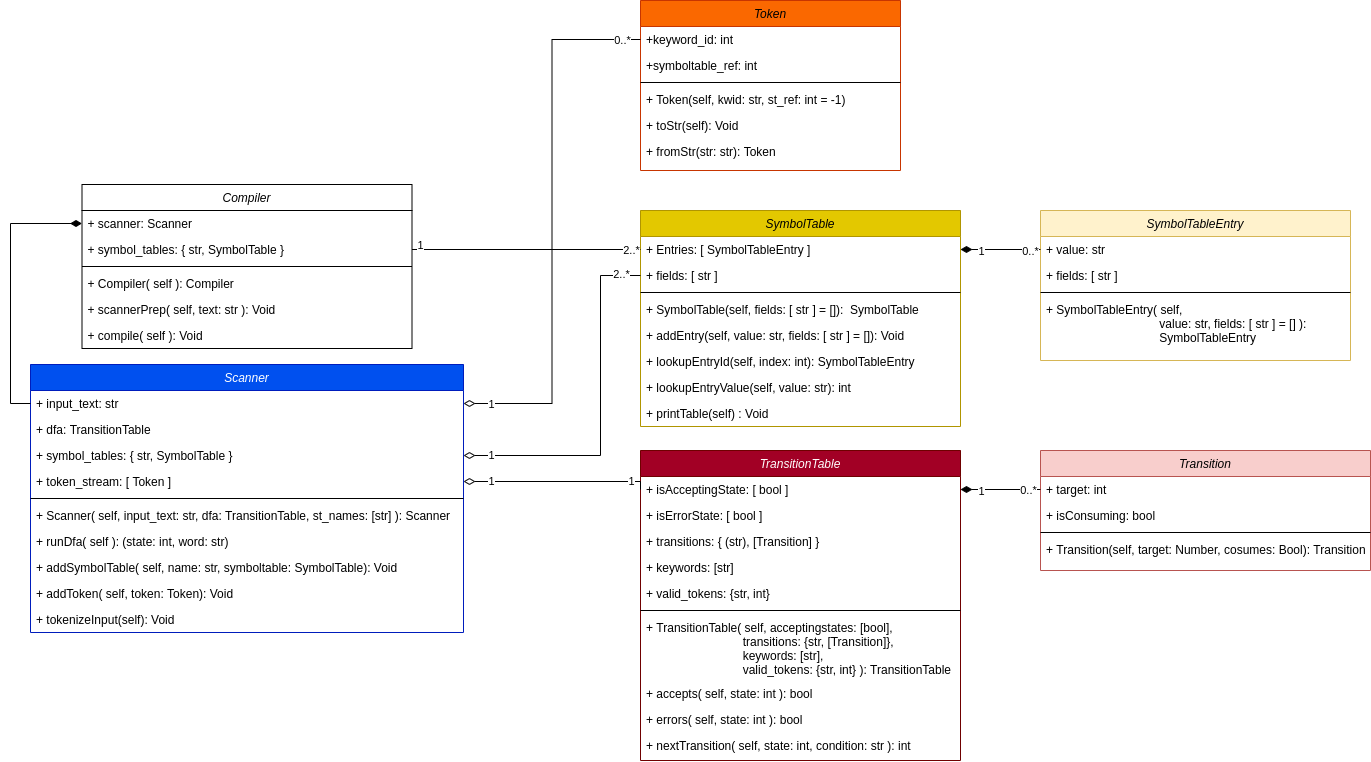 Token
+keyword_id: int
+symboltable_ref: int
+ Token(self, kwid: str, st_ref: int = -1)
+ toStr(self): Void
+ fromStr(str: str): Token
0..*
Compiler
+ scanner: Scanner
+ symbol_tables: { str, SymbolTable }
+ Compiler( self ): Compiler
+ scannerPrep( self, text: str ): Void
+ compile( self ): Void
1
2..*
2..*
SymbolTable
+ Entries: [ SymbolTableEntry ]
+ fields: [ str ]
+ SymbolTable(self, fields: [ str ] = []):  SymbolTable
+ addEntry(self, value: str, fields: [ str ] = []): Void
+ lookupEntryId(self, index: int): SymbolTableEntry
+ lookupEntryValue(self, value: str): int
+ printTable(self) : Void
1
0..*
SymbolTableEntry
+ value: str
+ fields: [ str ]
+ SymbolTableEntry( self,
value: str, fields: [ str ] = [] ):
SymbolTableEntry
Scanner
+ input_text: str
+ dfa: TransitionTable
+ symbol_tables: { str, SymbolTable }
+ token_stream: [ Token ]
+ Scanner( self, input_text: str, dfa: TransitionTable, st_names: [str] ): Scanner
+ runDfa( self ): (state: int, word: str)
+ addSymbolTable( self, name: str, symboltable: SymbolTable): Void
+ addToken( self, token: Token): Void
+ tokenizeInput(self): Void
1
1
1
1
TransitionTable
+ isAcceptingState: [ bool ]
+ isErrorState: [ bool ]
+ transitions: { (str), [Transition] }
+ keywords: [str]
+ valid_tokens: {str, int}
+ TransitionTable( self, acceptingstates: [bool],
transitions: {str, [Transition]},
keywords: [str],
valid_tokens: {str, int} ): TransitionTable
+ accepts( self, state: int ): bool
+ errors( self, state: int ): bool
+ nextTransition( self, state: int, condition: str ): int
1
0..*
Transition
+ target: int
+ isConsuming: bool
+ Transition(self, target: Number, cosumes: Bool): Transition